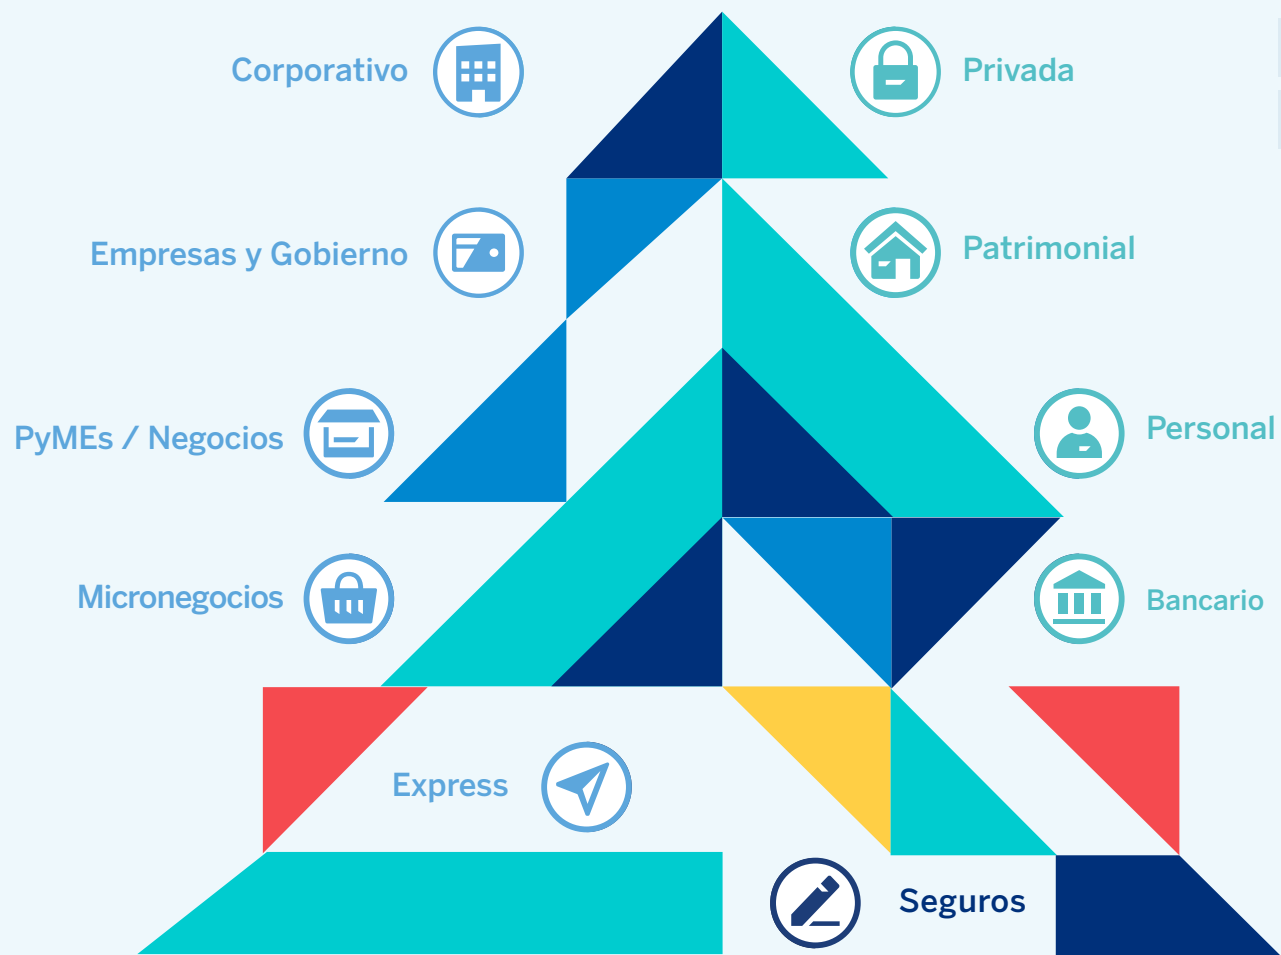 Corporativo
Privada
Empresas y Gobierno
Patrimonial
PyMEs / Negocios
Personal
Micronegocios
Bancario
Express
Seguros